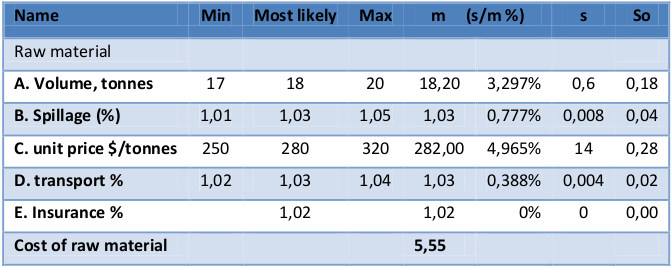 Name Min Most likely Max m (s/m %) s So
Raw material
A. Volume, tonnes 17 18 20 18,20 3,297% 0,6 0,18
B. Spillage (%) 1,01 1,03 1,05 1,03 0,777% 0,008 0,04
C. unit price $/tonnes 250 280 320 282,00 4,965% 14 0,28
D. transport % 1,02 1,03 1,04 1,03 0,388% 0,004 0,02
E. Insurance % 1,02 1,02 0% 0 0,00
Cost of raw material 5,55